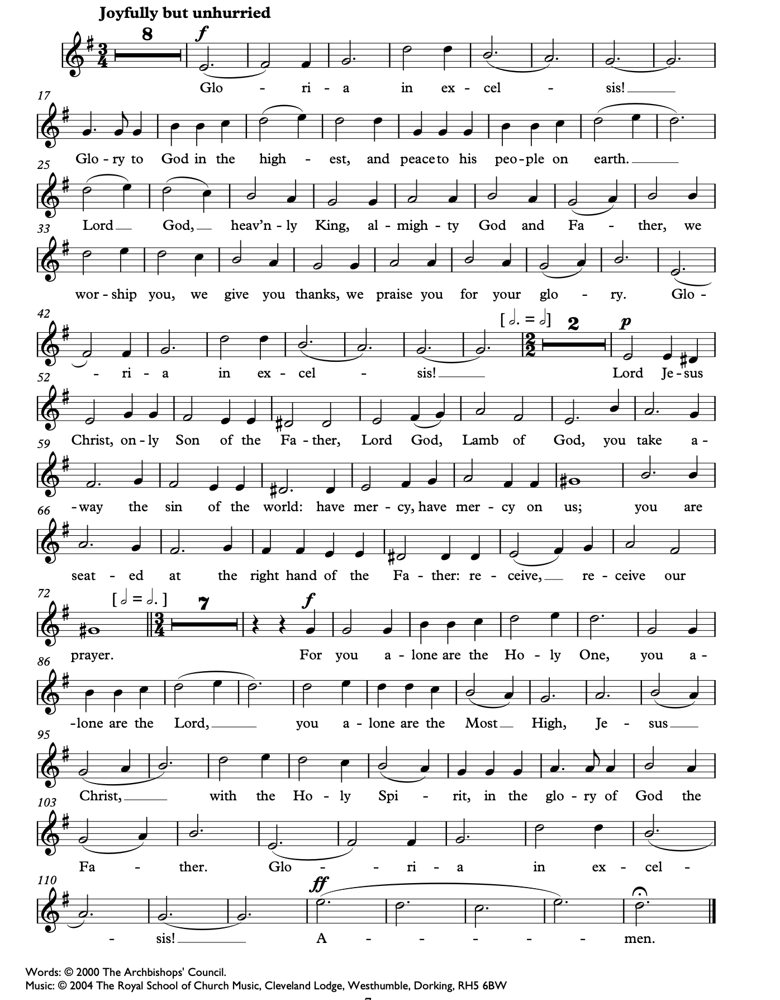 Joyfully but unhurried
8 f
3 4
Glo - ri - a in ex - cel - sis!
17
Glo - ry to God in the high - est, and peace to his peo - ple on earth.
25
Lord God, heav’n - ly King, al - migh - ty God and Fa - ther, we
33
wor - ship you, we give you thanks, we praise you for your glo - ry. Glo -
42 [ 𝅗𝅥. = 𝅗𝅥] 2 p
2 2
- ri - a in ex - cel - sis! Lord Je - sus
52
Christ, on - ly Son of the Fa - ther, Lord God, Lamb of God, you take a -
59
- way the sin of the world: have mer - cy, have mer - cy on us; you are
66
seat - ed at the right hand of the Fa - ther: re - ceive, re - ceive our
72 [ 𝅗𝅥 = 𝅗𝅥. ] 7 f
3 4
prayer. For you a - lone are the Ho - ly One, you a -
86
- lone are the Lord, you a - lone are the Most High, Je - sus
95
Christ, with the Ho - ly Spi - rit, in the glo - ry of God the
103
Fa - ther. Glo - - ri - a in ex - cel -
110 ff
- sis! A - - - - - men.
Words: © 2000 The Archbishops' Council.
Music: © 2004 The Royal School of Church Music, Cleveland Lodge, Westhumble, Dorking, RH5 6BW